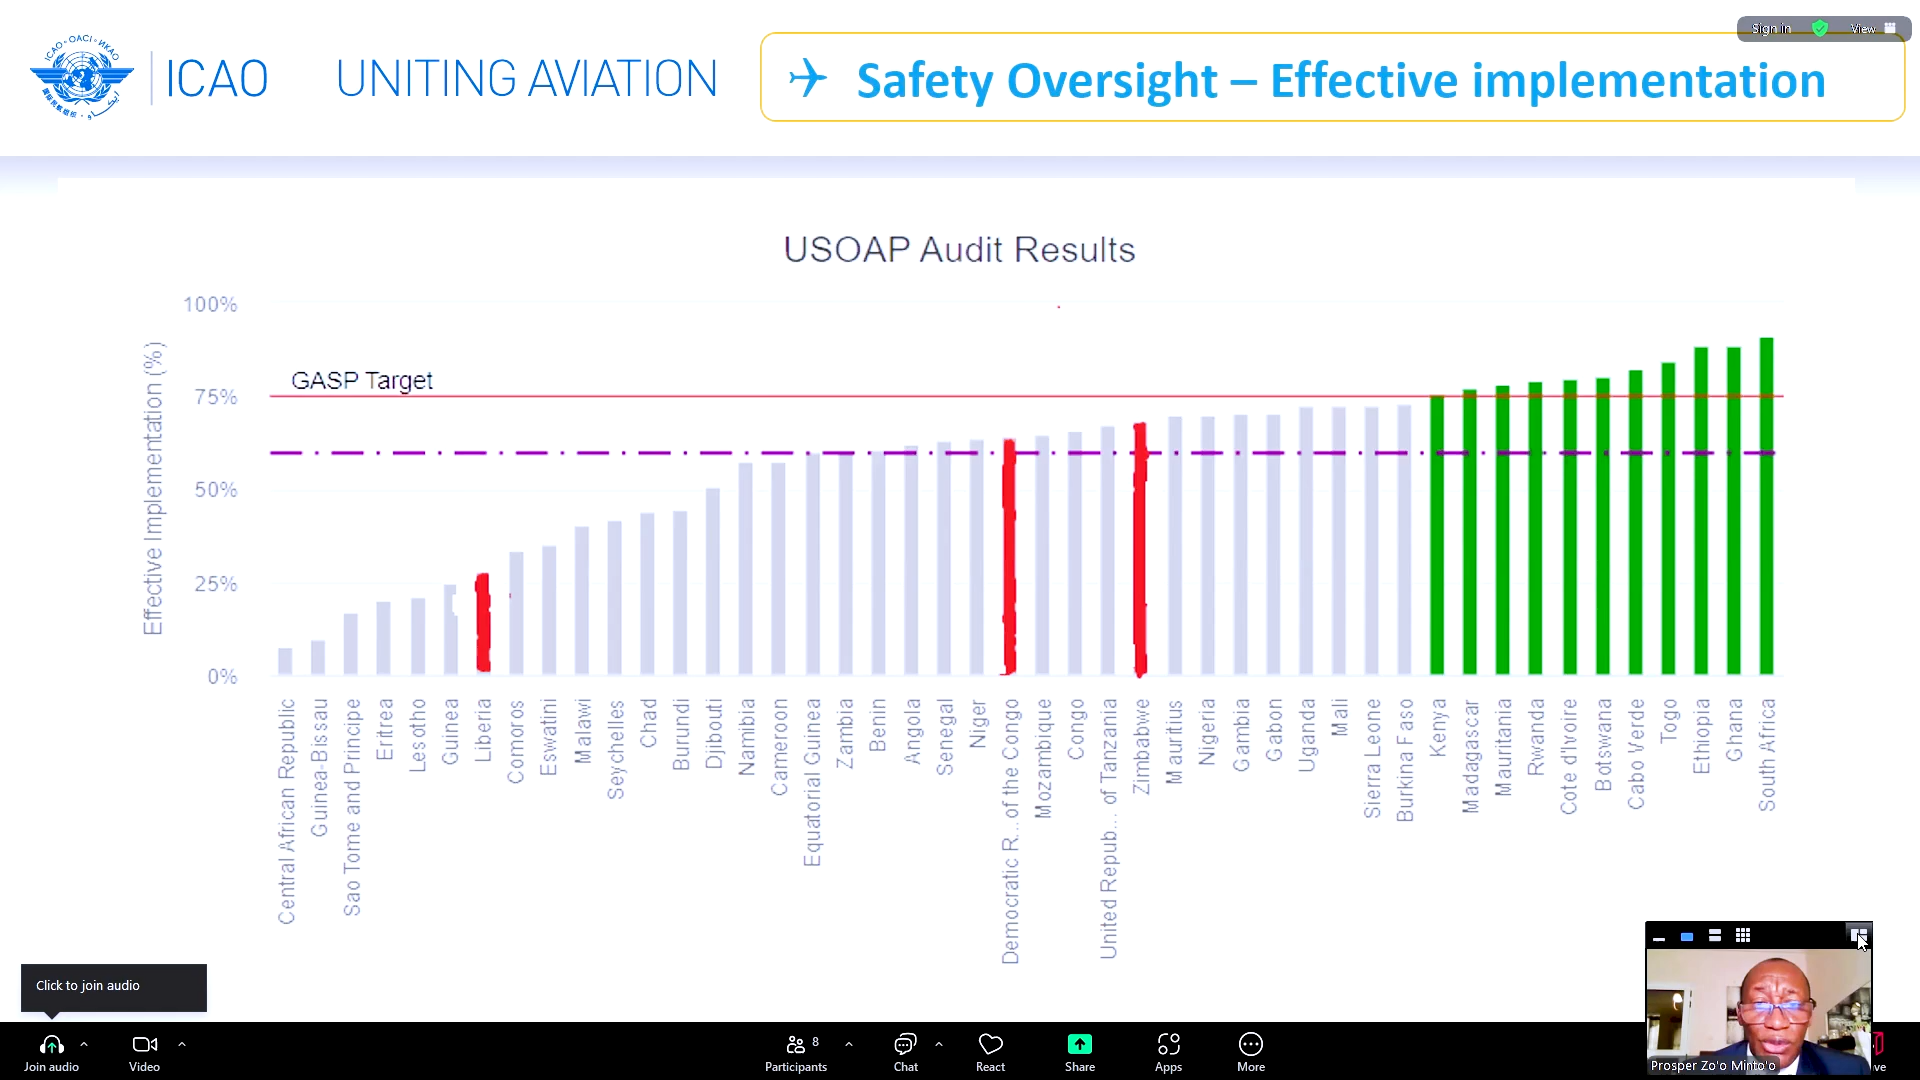 Sign in View
ICAO · OACI · ИКАО
ICAO UNITING AVIATION
Safety Oversight – Effective implementation
USOAP Audit Results
Effective Implementation (%)
100%
75%
50%
25%
0%
GASP Target
Central African Republic
Guinea-Bissau
Sao Tome and Principe
Eritrea
Lesotho
Guinea
Liberia
Comoros
Eswatini
Malawi
Seychelles
Chad
Burundi
Djibouti
Namibia
Cameroon
Equatorial Guinea
Zambia
Benin
Angola
Senegal
Niger
Democratic R... of the Congo
Mozambique
Congo
United Repub... of Tanzania
Zimbabwe
Mauritius
Nigeria
Gambia
Gabon
Uganda
Mali
Sierra Leone
Burkina Faso
Kenya
Madagascar
Mauritania
Rwanda
Cote d'Ivoire
Botswana
Cabo Verde
Togo
Ethiopia
Ghana
South Africa
Click to join audio
Join audio
Video
8
Participants
Chat
React
Share
Apps
More
Prosper Zo'o Minto'o